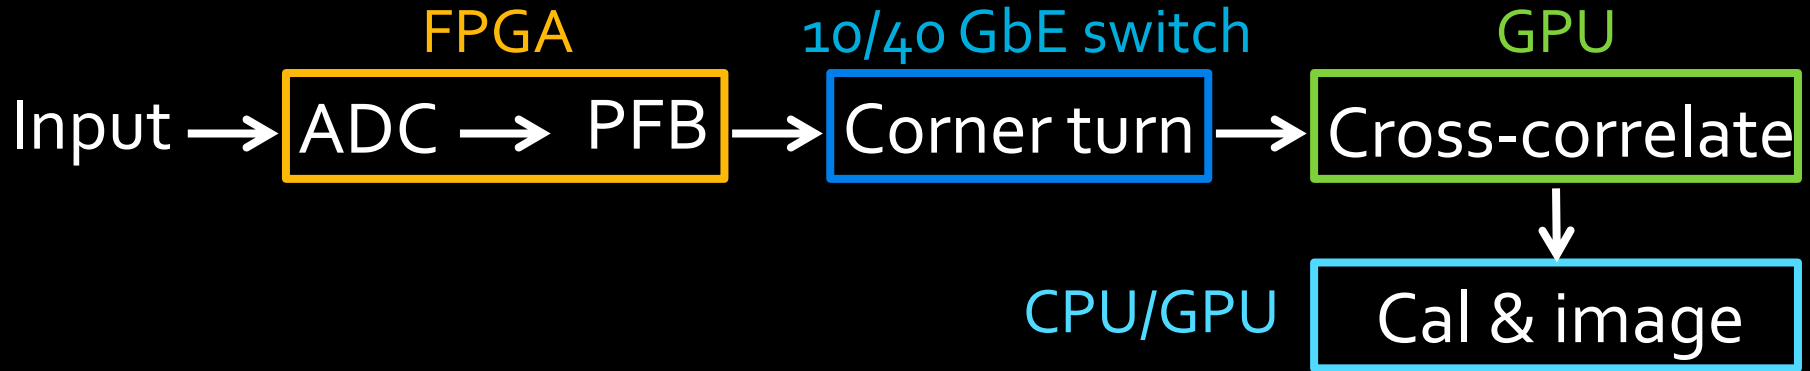 FPGA
10/40 GbE switch
GPU
Input
ADC
PFB
Corner turn
Cross-correlate
CPU/GPU
Cal & image